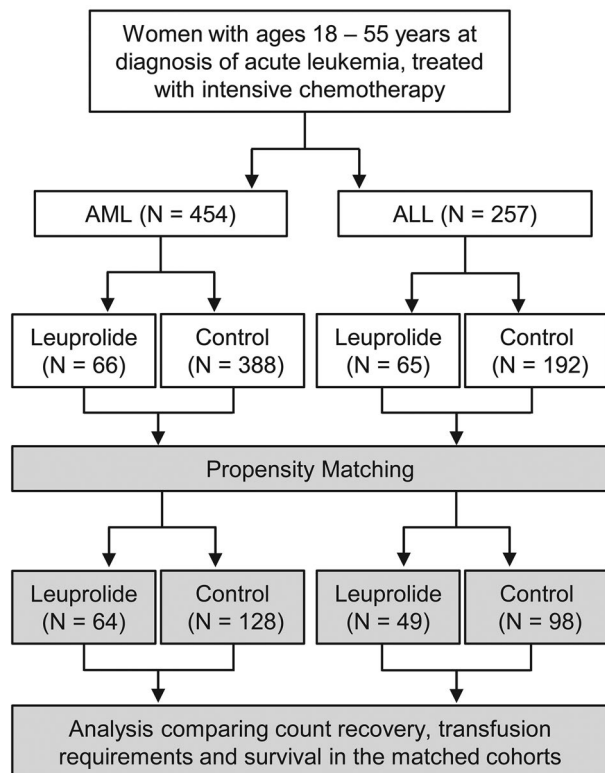 Women with ages 18 – 55 years at
diagnosis of acute leukemia, treated
with intensive chemotherapy
AML (N = 454)
ALL (N = 257)
Leuprolide
(N = 66)
Control
(N = 388)
Leuprolide
(N = 65)
Control
(N = 192)
Propensity Matching
Leuprolide
(N = 64)
Control
(N = 128)
Leuprolide
(N = 49)
Control
(N = 98)
Analysis comparing count recovery, transfusion
requirements and survival in the matched cohorts